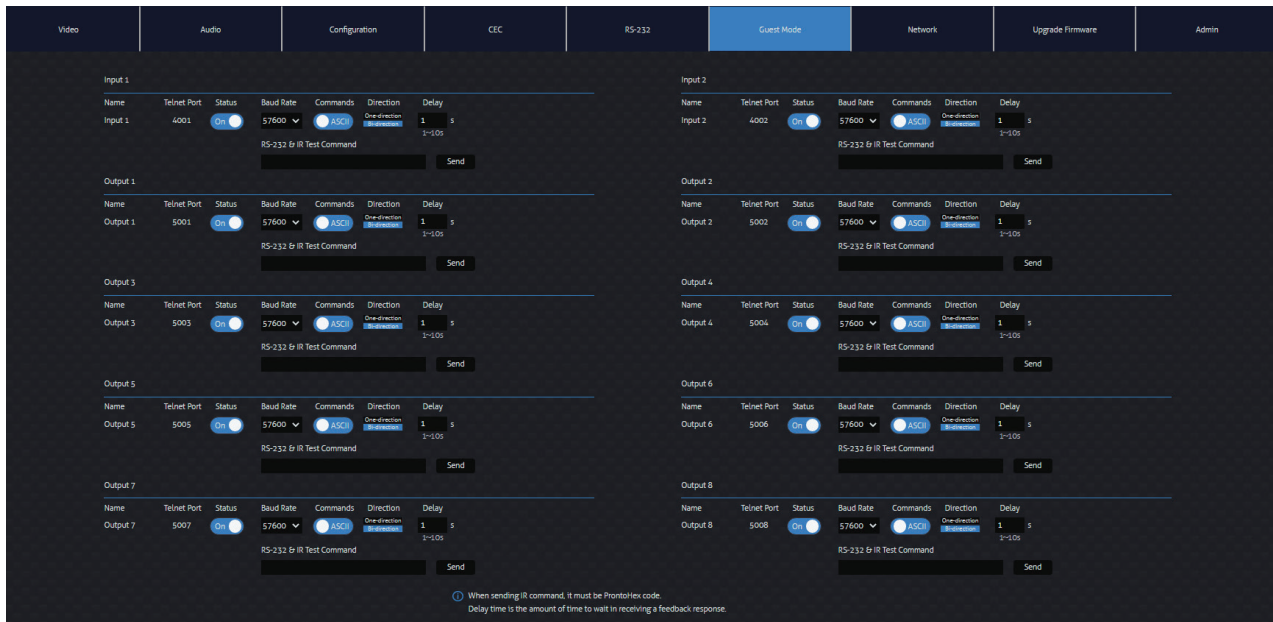 Video Audio Configuration CEC RS-232 Guest Mode Network Upgrade Firmware Admin
Input 1
Name Telnet Port Status Baud Rate Commands Direction Delay
Input 1 4001 On 57600 ASCII One-direction Bi-direction 1 s
1~10s
RS-232 & IR Test Command
Send
Input 2
Name Telnet Port Status Baud Rate Commands Direction Delay
Input 2 4002 On 57600 ASCII One-direction Bi-direction 1 s
1~10s
RS-232 & IR Test Command
Send
Output 1
Name Telnet Port Status Baud Rate Commands Direction Delay
Output 1 5001 On 57600 ASCII One-direction Bi-direction 1 s
1~10s
RS-232 & IR Test Command
Send
Output 2
Name Telnet Port Status Baud Rate Commands Direction Delay
Output 2 5002 On 57600 ASCII One-direction Bi-direction 1 s
1~10s
RS-232 & IR Test Command
Send
Output 3
Name Telnet Port Status Baud Rate Commands Direction Delay
Output 3 5003 On 57600 ASCII One-direction Bi-direction 1 s
1~10s
RS-232 & IR Test Command
Send
Output 4
Name Telnet Port Status Baud Rate Commands Direction Delay
Output 4 5004 On 57600 ASCII One-direction Bi-direction 1 s
1~10s
RS-232 & IR Test Command
Send
Output 5
Name Telnet Port Status Baud Rate Commands Direction Delay
Output 5 5005 On 57600 ASCII One-direction Bi-direction 1 s
1~10s
RS-232 & IR Test Command
Send
Output 6
Name Telnet Port Status Baud Rate Commands Direction Delay
Output 6 5006 On 57600 ASCII One-direction Bi-direction 1 s
1~10s
RS-232 & IR Test Command
Send
Output 7
Name Telnet Port Status Baud Rate Commands Direction Delay
Output 7 5007 On 57600 ASCII One-direction Bi-direction 1 s
1~10s
RS-232 & IR Test Command
Send
Output 8
Name Telnet Port Status Baud Rate Commands Direction Delay
Output 8 5008 On 57600 ASCII One-direction Bi-direction 1 s
1~10s
RS-232 & IR Test Command
Send
When sending IR command, it must be ProntoHex code.
Delay time is the amount of time to wait in receiving a feedback response.